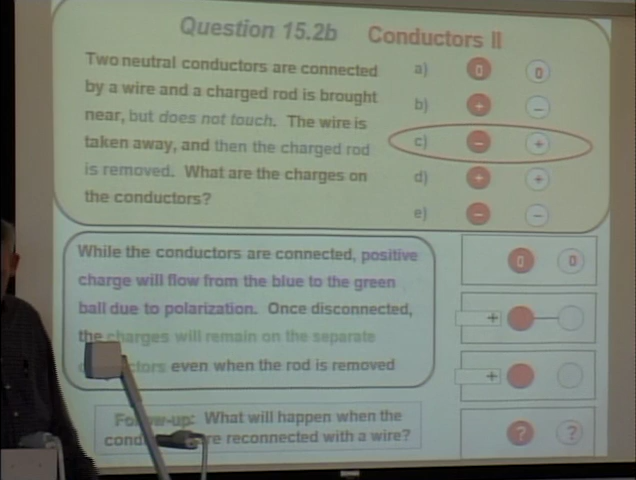 Question 15.2b Conductors II
Two neutral conductors are connected
by a wire and a charged rod is brought
near, but does not touch. The wire is
taken away, and then the charged rod
is removed. What are the charges on
the conductors?
a) 0 0
b) + −
c) − +
d) + +
e) − −
While the conductors are connected, positive
charge will flow from the blue to the green
ball due to polarization. Once disconnected,
the charges will remain on the separate
even when the rod is removed
0 0
+
+
? ?
What will happen when the
reconnected with a wire?